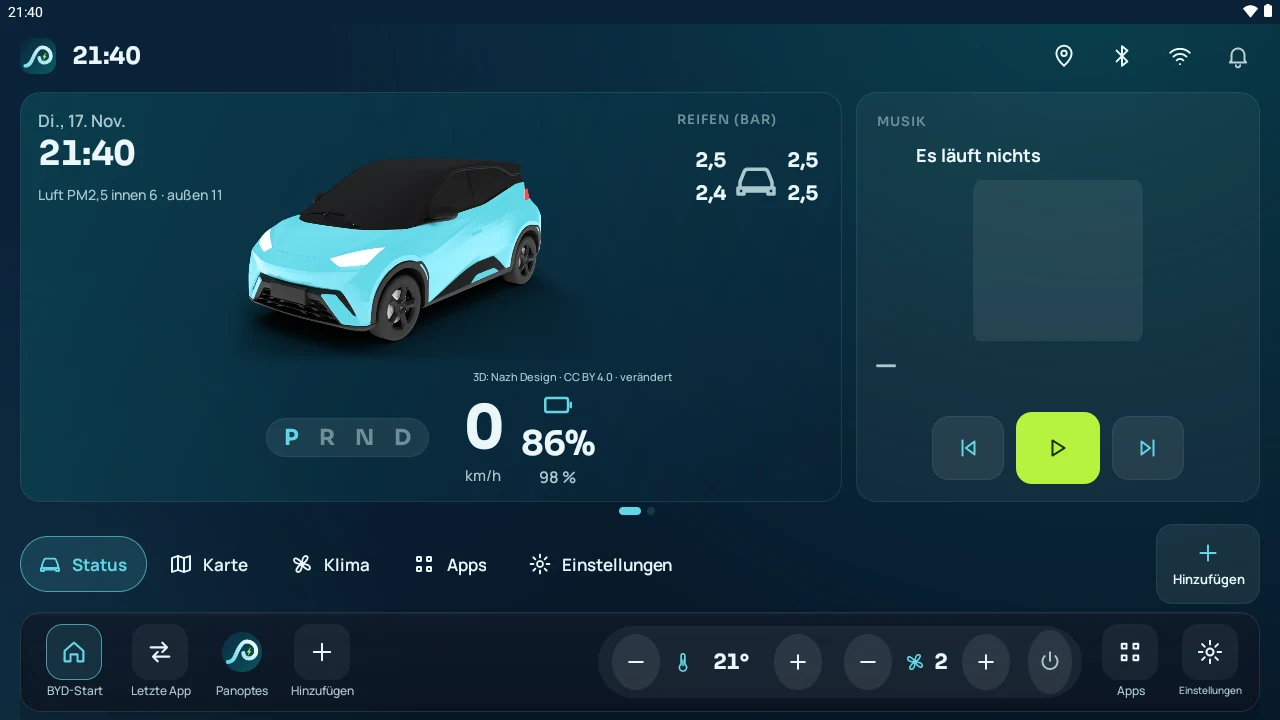 21:40
21:40
Di., 17. Nov.
21:40
Luft PM2,5 innen 6 · außen 11
REIFEN (BAR)
2,5 2,5
2,4 2,5
3D: Nazh Design · CC BY 4.0 · verändert
P R N D
0
km/h
86%
98 %
MUSIK
Es läuft nichts
—
Status
Karte
Klima
Apps
Einstellungen
Hinzufügen
BYD-Start
Letzte App
Panoptes
Hinzufügen
21°
2
Apps
Einstellungen